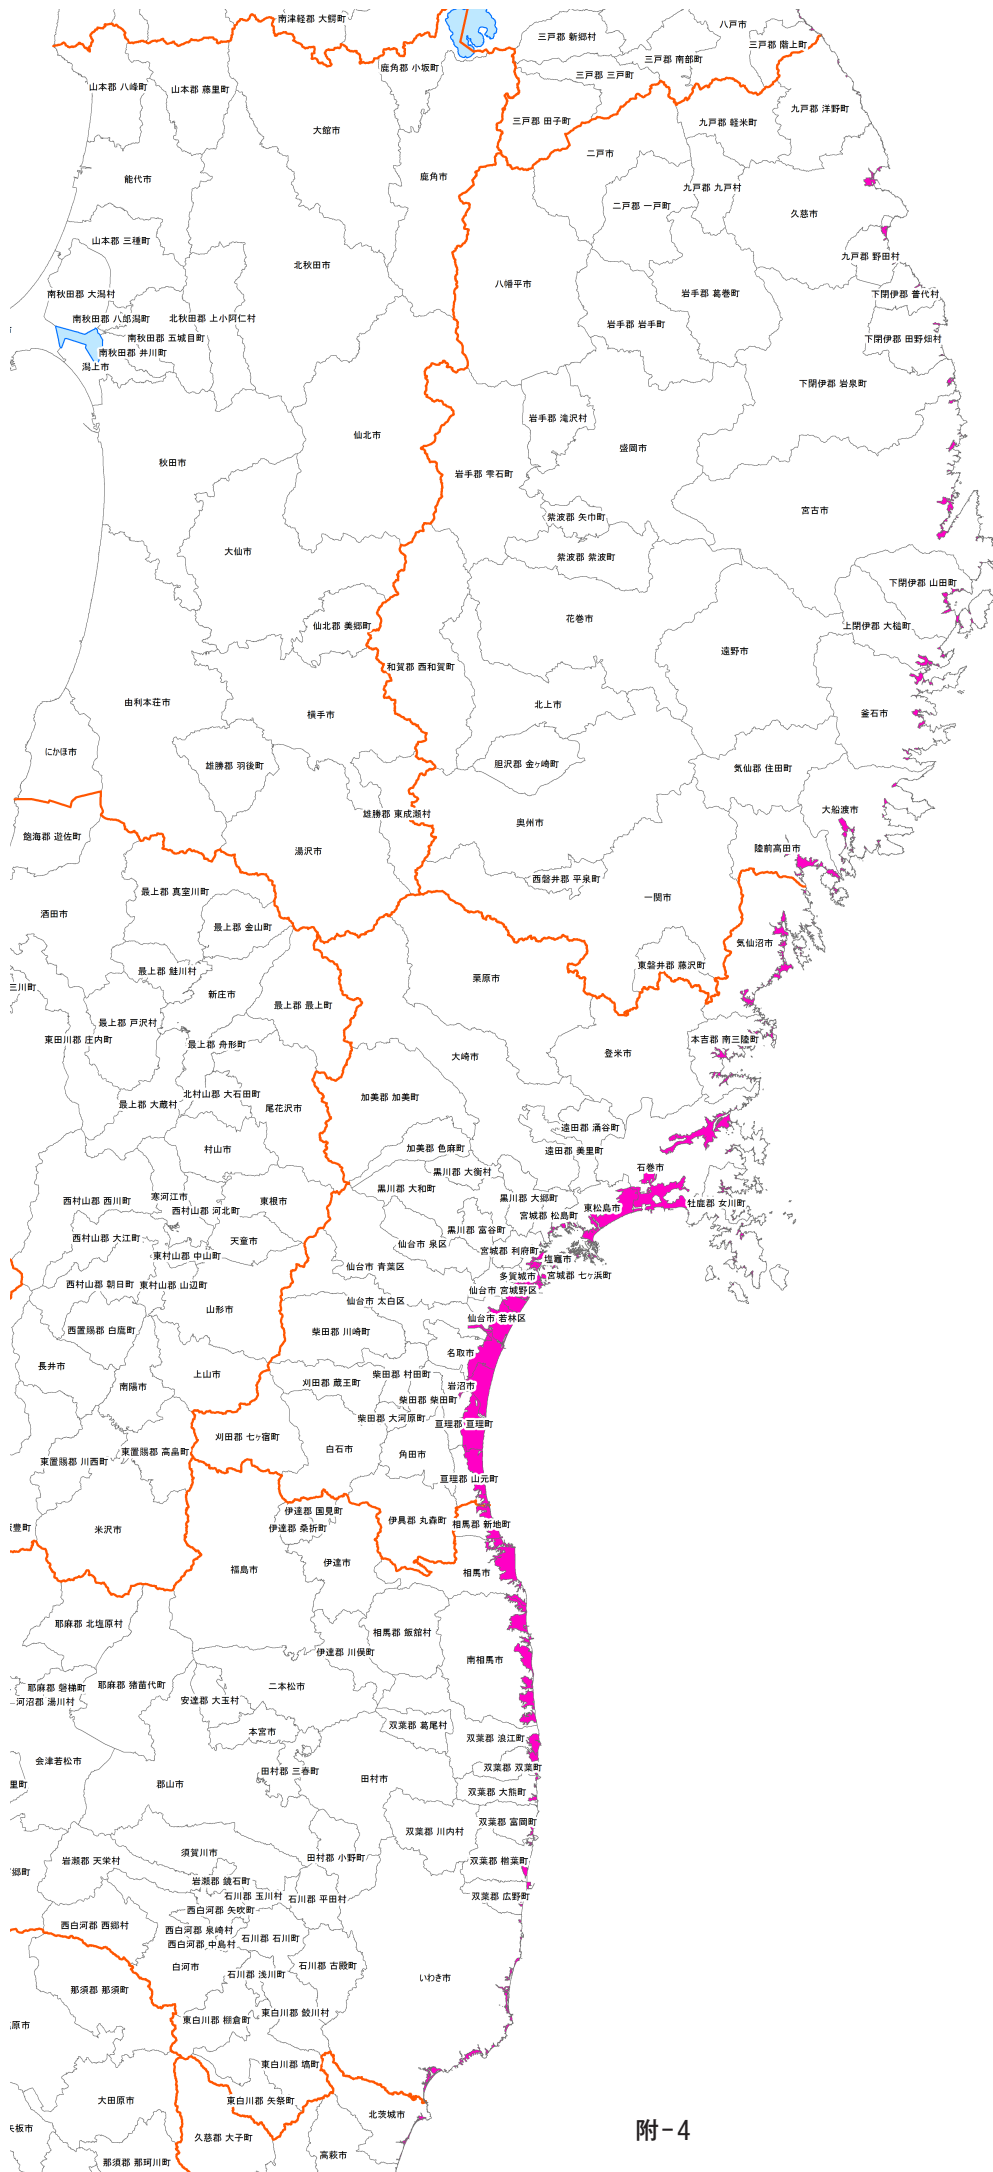 南津軽郡 大鰐町
三戸郡 新郷村
八戸市
三戸郡 階上町
三戸郡 南部町
鹿角郡 小坂町
三戸郡 三戸町
山本郡 八峰町
山本郡 藤里町
九戸郡 洋野町
三戸郡 田子町
九戸郡 軽米町
大館市
二戸市
鹿角市
能代市
九戸郡 九戸村
二戸郡 一戸町
久慈市
山本郡 三種町
九戸郡 野田村
北秋田市
八幡平市
岩手郡 葛巻町
下閉伊郡 普代村
南秋田郡 大潟村
南秋田郡 八郎潟町
北秋田郡 上小阿仁村
岩手郡 岩手町
南秋田郡 五城目町
下閉伊郡 田野畑村
南秋田郡 井川町
潟上市
下閉伊郡 岩泉町
岩手郡 滝沢村
仙北市
盛岡市
秋田市
岩手郡 雫石町
宮古市
紫波郡 矢巾町
大仙市
紫波郡 紫波町
下閉伊郡 山田町
花巻市
仙北郡 美郷町
上閉伊郡 大槌町
遠野市
和賀郡 西和賀町
由利本荘市
北上市
横手市
釜石市
にかほ市
雄勝郡 羽後町
胆沢郡 金ヶ崎町
気仙郡 住田町
大船渡市
雄勝郡 東成瀬村
奥州市
飽海郡 遊佐町
湯沢市
陸前高田市
西磐井郡 平泉町
最上郡 真室川町
一関市
酒田市
最上郡 金山町
気仙沼市
東磐井郡 藤沢町
最上郡 鮭川村
栗原市
三川町
新庄市
最上郡 最上町
最上郡 戸沢村
東田川郡 庄内町
最上郡 舟形町
本吉郡 南三陸町
大崎市
登米市
北村山郡 大石田町
加美郡 加美町
最上郡 大蔵村
尾花沢市
遠田郡 涌谷町
村山市
加美郡 色麻町
遠田郡 美里町
黒川郡 大衡村
石巻市
黒川郡 大和町
西村山郡 西川町
寒河江市
東根市
黒川郡 大郷町
牡鹿郡 女川町
西村山郡 河北町
東松島市
宮城郡 松島町
黒川郡 富谷町
西村山郡 大江町
天童市
仙台市 泉区
宮城郡 利府町
東村山郡 中山町
塩竈市
仙台市 青葉区
多賀城市
宮城郡 七ヶ浜町
西村山郡 朝日町
東村山郡 山辺町
仙台市 宮城野区
仙台市 太白区
山形市
仙台市 若林区
西置賜郡 白鷹町
柴田郡 川崎町
名取市
長井市
上山市
柴田郡 村田町
刈田郡 蔵王町
南陽市
岩沼市
柴田郡 柴田町
柴田郡 大河原町
亘理郡 亘理町
刈田郡 七ヶ宿町
白石市
角田市
東置賜郡 高畠町
東置賜郡 川西町
亘理郡 山元町
伊達郡 国見町
伊具郡 丸森町
相馬郡 新地町
豊町
米沢市
伊達郡 桑折町
伊達市
福島市
相馬市
耶麻郡 北塩原村
相馬郡 飯舘村
伊達郡 川俣町
南相馬市
耶麻郡 磐梯町
耶麻郡 猪苗代町
二本松市
河沼郡 湯川村
安達郡 大玉村
双葉郡 葛尾村
本宮市
双葉郡 浪江町
会津若松市
双葉郡 双葉町
田村郡 三春町
田村市
里町
郡山市
双葉郡 大熊町
双葉郡 富岡町
双葉郡 川内村
須賀川市
田村郡 小野町
岩瀬郡 天栄村
双葉郡 楢葉町
郷町
岩瀬郡 鏡石町
石川郡 玉川村
石川郡 平田村
双葉郡 広野町
西白河郡 矢吹町
西白河郡 西郷村
西白河郡 泉崎村
石川郡 石川町
西白河郡 中島村
白河市
石川郡 古殿町
石川郡 浅川町
いわき市
那須郡 那須町
東白川郡 鮫川村
東白川郡 棚倉町
原市
東白川郡 塙町
大田原市
東白川郡 矢祭町
北茨城市
矢板市
久慈郡 大子町
高萩市
那須郡 那珂川町
附-4